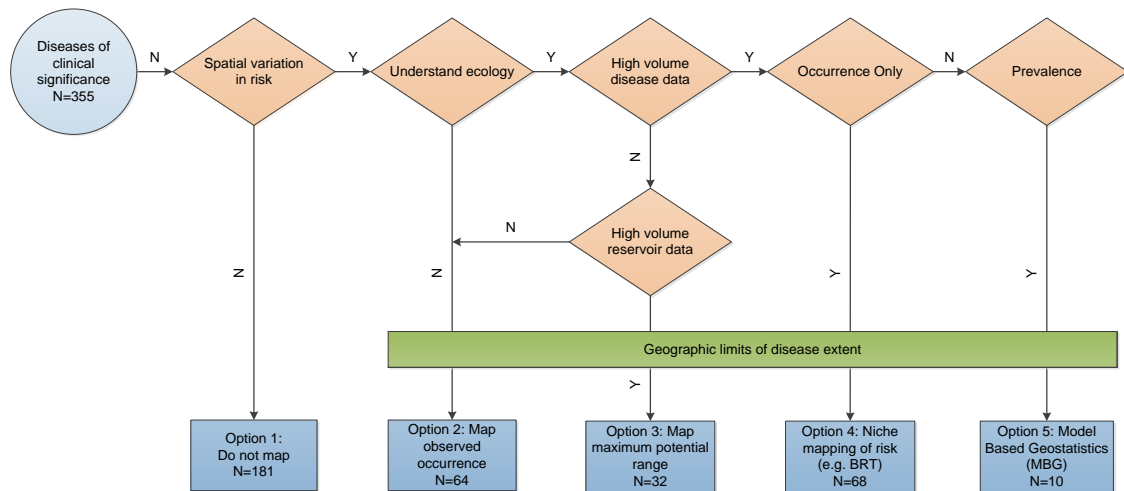 Diseases of
clinical
significance
N=355
N
Spatial variation
in risk
Y
Understand ecology
Y
High volume
disease data
Y
Occurrence Only
N
Prevalence
N
High volume
reservoir data
N
N
N
Y
Y
Geographic limits of disease extent
Y
Option 1:
Do not map
N=181
Option 2: Map
observed
occurrence
N=64
Option 3: Map
maximum potential
range
N=32
Option 4: Niche
mapping of risk
(e.g. BRT)
N=68
Option 5: Model
Based Geostatistics
(MBG)
N=10